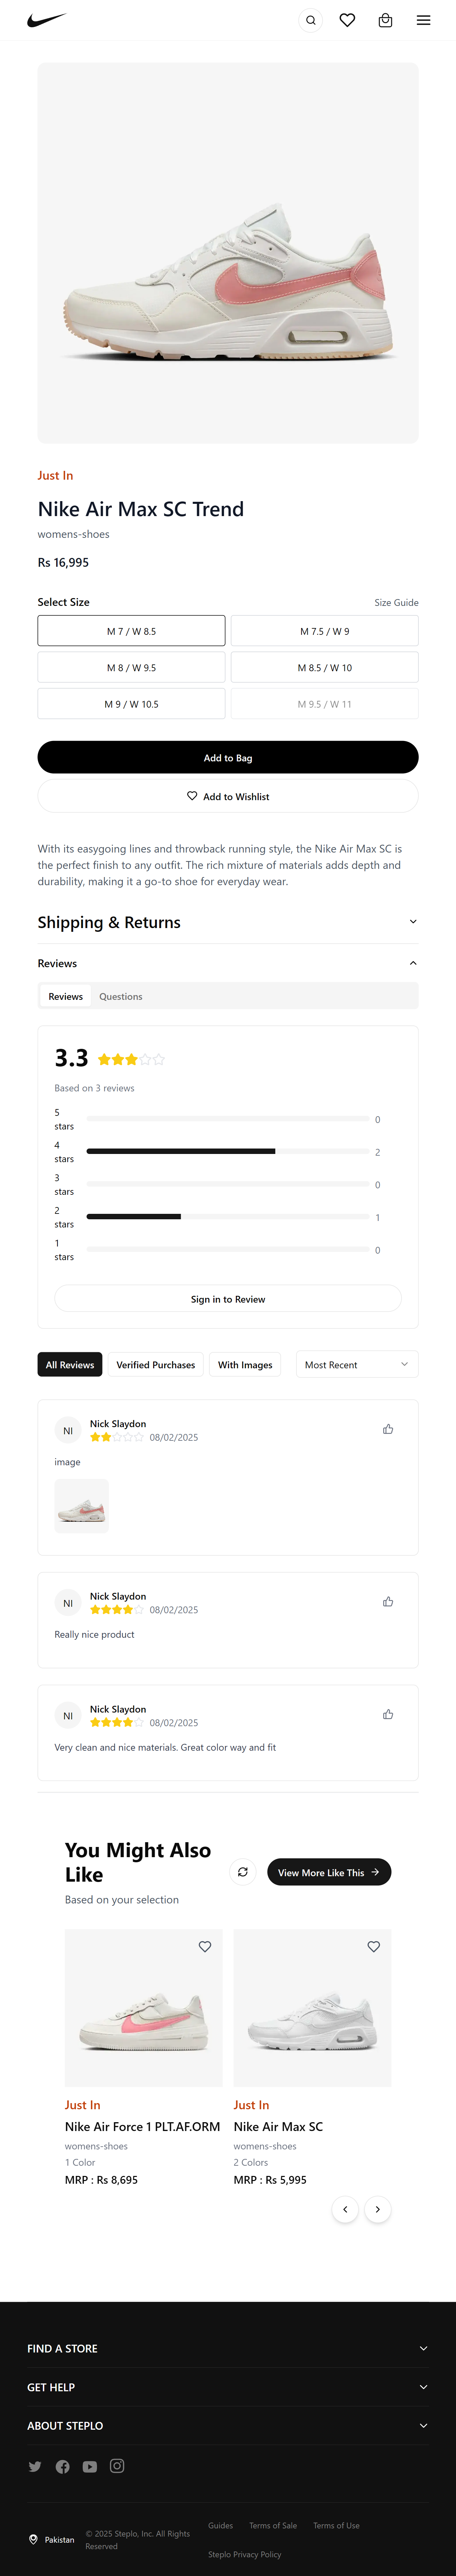 Just In
Nike Air Max SC Trend
womens-shoes
Rs 16,995
Select Size
Size Guide
M 7 / W 8.5
M 7.5 / W 9
M 8 / W 9.5
M 8.5 / W 10
M 9 / W 10.5
M 9.5 / W 11
Add to Bag
Add to Wishlist
With its easygoing lines and throwback running style, the Nike Air Max SC is
the perfect finish to any outfit. The rich mixture of materials adds depth and
durability, making it a go-to shoe for everyday wear.
Shipping & Returns
Reviews
Reviews
Questions
3.3
Based on 3 reviews
5
stars
0
4
stars
2
3
stars
0
2
stars
1
1
stars
0
Sign in to Review
All Reviews
Verified Purchases
With Images
Most Recent
NI
Nick Slaydon
08/02/2025
image
NI
Nick Slaydon
08/02/2025
Really nice product
NI
Nick Slaydon
08/02/2025
Very clean and nice materials. Great color way and fit
You Might Also
Like
Based on your selection
View More Like This
Just In
Nike Air Force 1 PLT.AF.ORM
womens-shoes
1 Color
MRP : Rs 8,695
Just In
Nike Air Max SC
womens-shoes
2 Colors
MRP : Rs 5,995
FIND A STORE
GET HELP
ABOUT STEPLO
Pakistan
© 2025 Steplo, Inc. All Rights
Reserved
Guides
Terms of Sale
Terms of Use
Steplo Privacy Policy